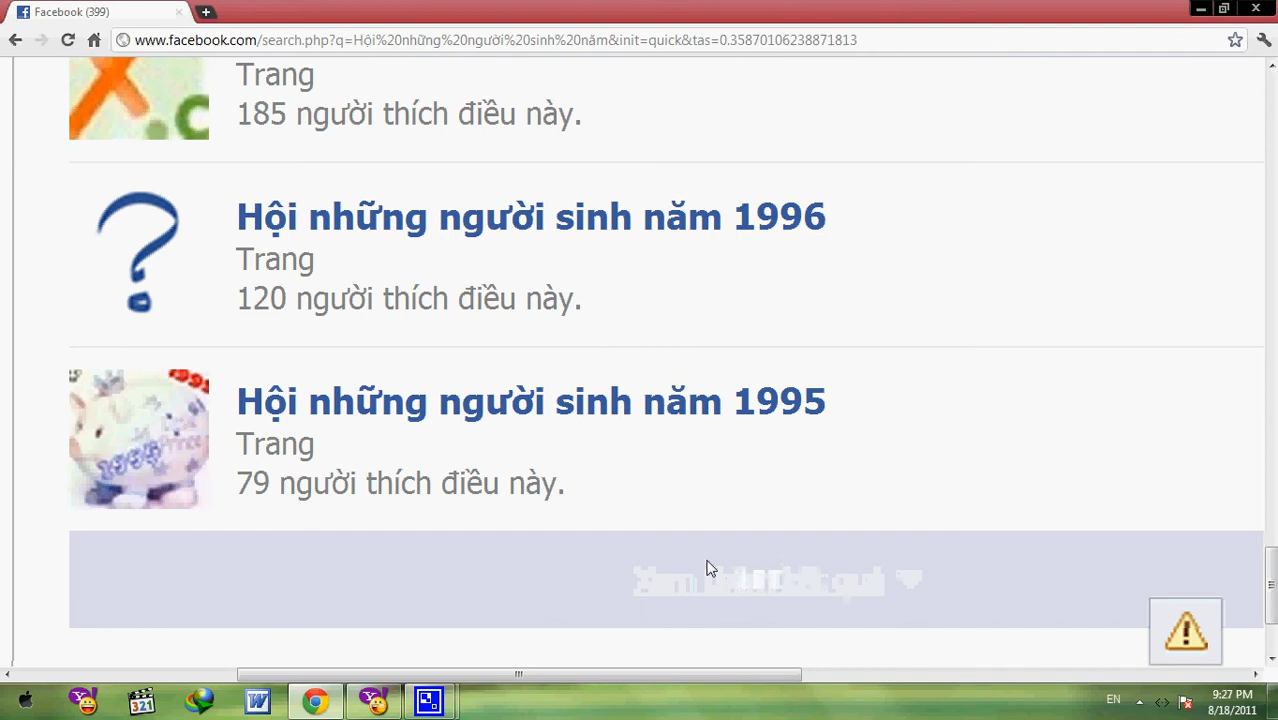 Facebook (399)
www.facebook.com/search.php?q=Hội%20những%20người%20sinh%20năm&init=quick&tas=0.35870106238871813
Trang
185 người thích điều này.
Hội những người sinh năm 1996
Trang
120 người thích điều này.
Hội những người sinh năm 1995
Trang
79 người thích điều này.
EN
9:27 PM
8/18/2011